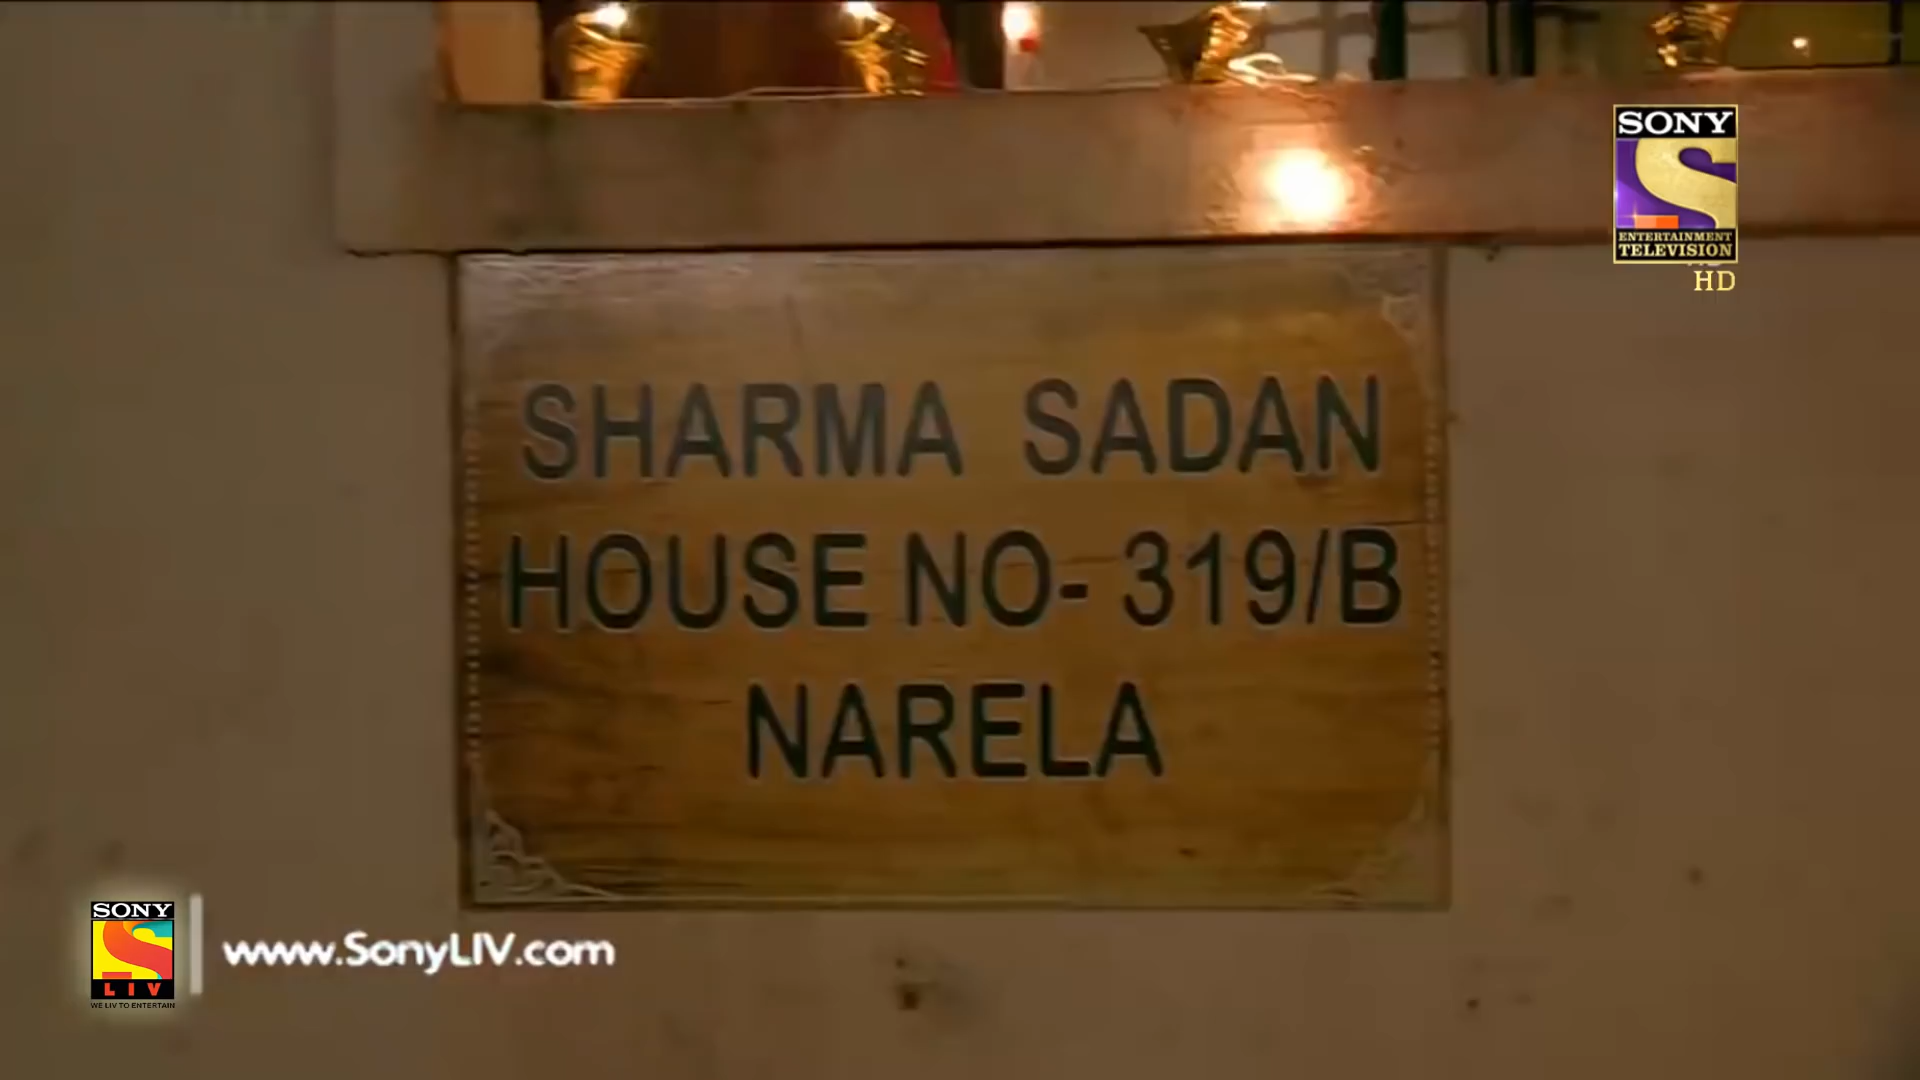 SONY
ENTERTAINMENT
TELEVISION
HD
SHARMA SADAN
HOUSE NO- 319/B
NARELA
SONY
LIV
WE LIV TO ENTERTAIN
www.SonyLIV.com